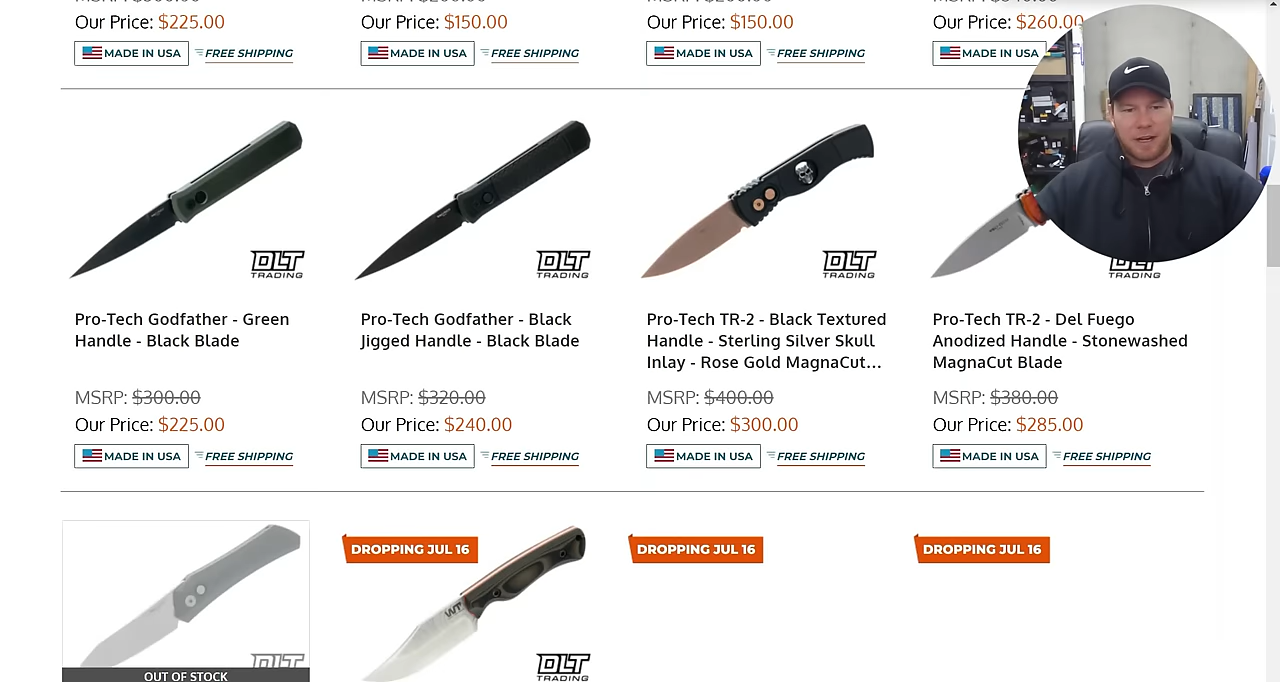 Our Price: $225.00
Our Price: $150.00
Our Price: $150.00
Our Price: $260.00
MADE IN USA FREE SHIPPING
MADE IN USA FREE SHIPPING
MADE IN USA FREE SHIPPING
MADE IN USA
DLT
TRADING
DLT
TRADING
DLT
TRADING
DLT
Pro-Tech Godfather - Green
Handle - Black Blade
MSRP: $300.00
Our Price: $225.00
MADE IN USA FREE SHIPPING
Pro-Tech Godfather - Black
Jigged Handle - Black Blade
MSRP: $320.00
Our Price: $240.00
MADE IN USA FREE SHIPPING
Pro-Tech TR-2 - Black Textured
Handle - Sterling Silver Skull
Inlay - Rose Gold MagnaCut...
MSRP: $400.00
Our Price: $300.00
MADE IN USA FREE SHIPPING
Pro-Tech TR-2 - Del Fuego
Anodized Handle - Stonewashed
MagnaCut Blade
MSRP: $380.00
Our Price: $285.00
MADE IN USA FREE SHIPPING
DLT
OUT OF STOCK
DROPPING JUL 16
WT
DLT
TRADING
DROPPING JUL 16
DROPPING JUL 16